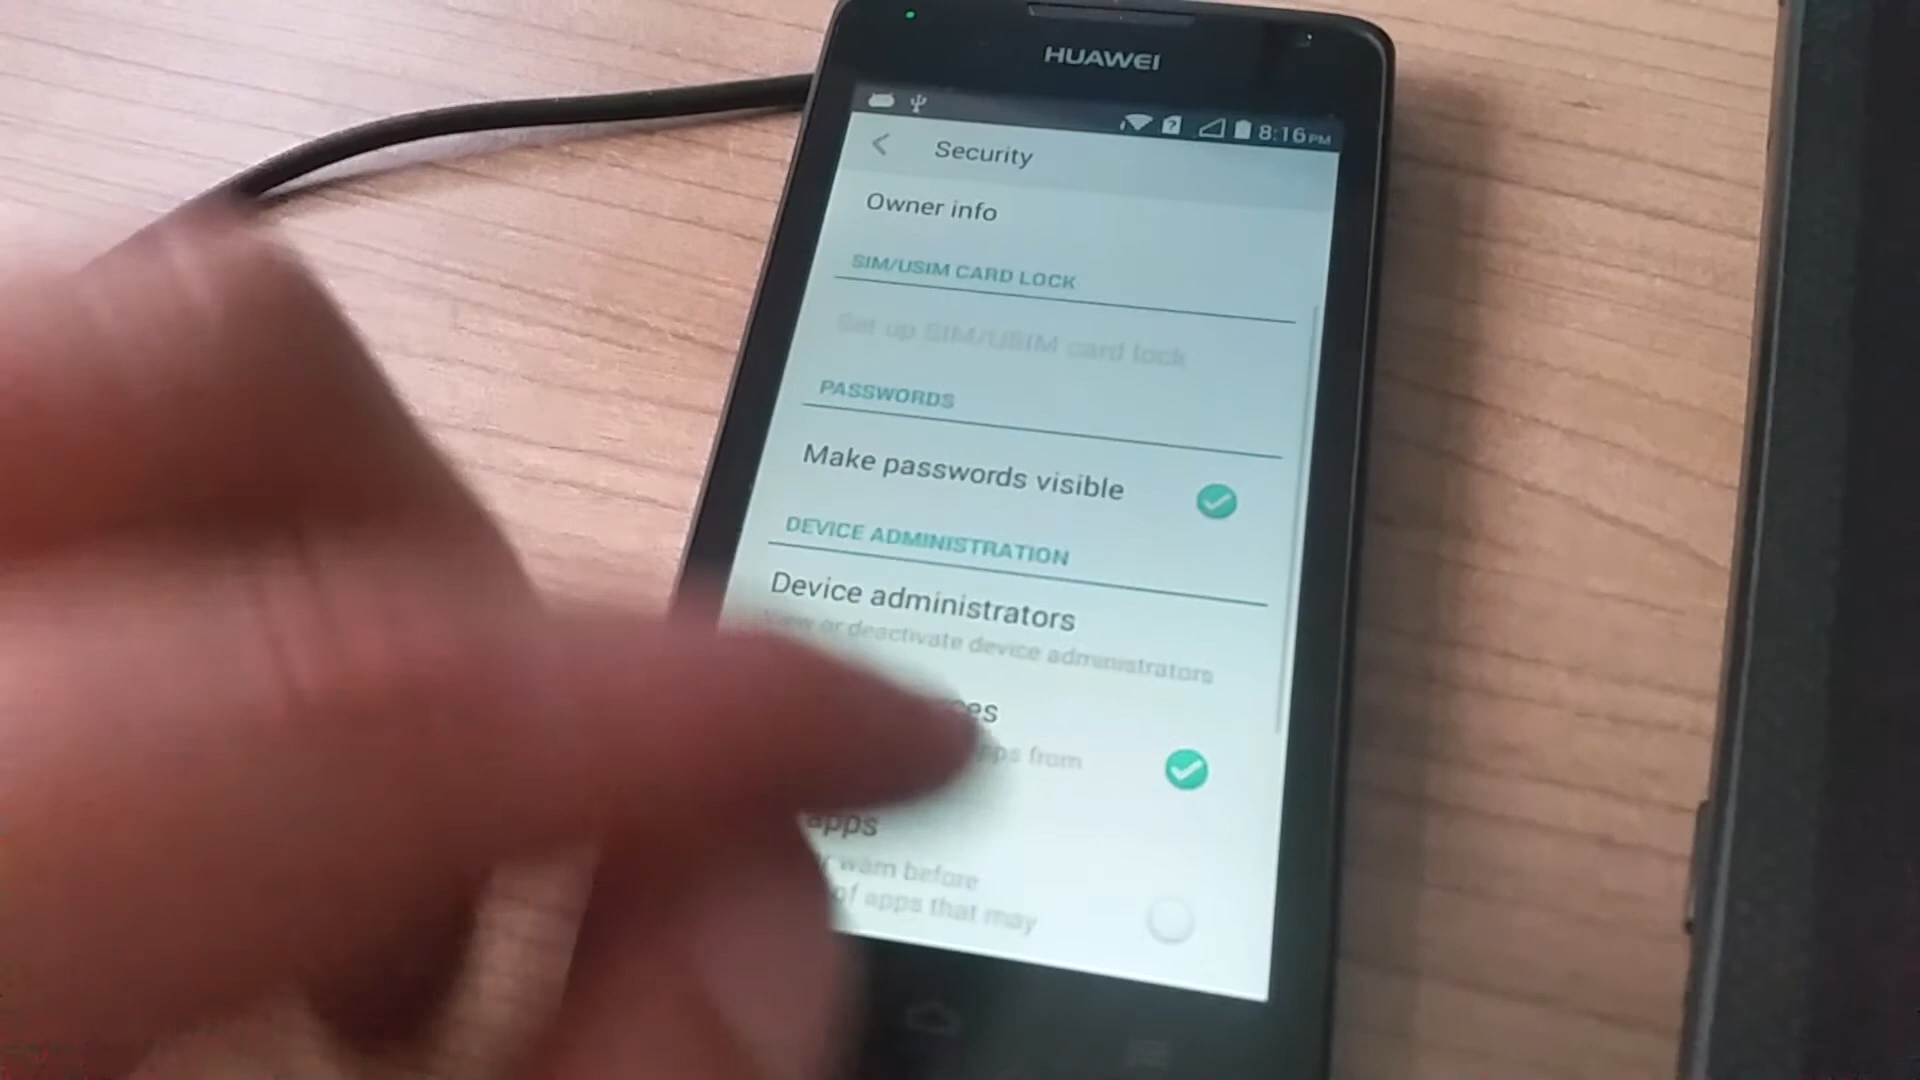 HUAWEI
8:16 PM
Security
Owner info
SIM/USIM CARD LOCK
Set up SIM/USIM card lock
PASSWORDS
Make passwords visible
DEVICE ADMINISTRATION
Device administrators
View or deactivate device administrators
ces
pps from
apps
warn before
of apps that may